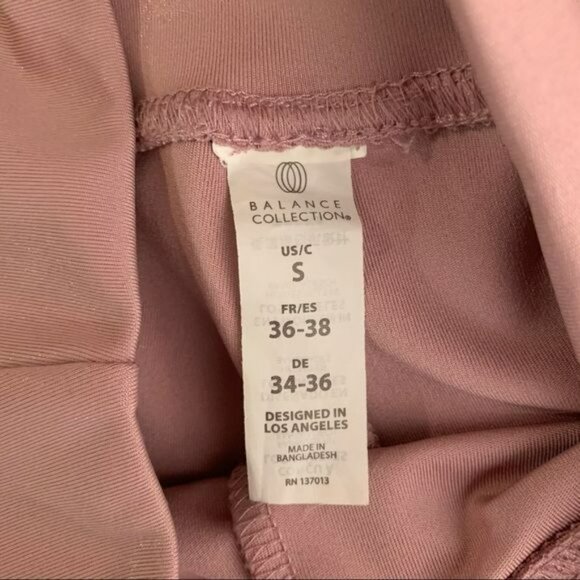 BALANCE
COLLECTION®
US/C
S
FR/ES
36-38
DE
34-36
DESIGNED IN
LOS ANGELES
MADE IN
BANGLADESH
RN 137013